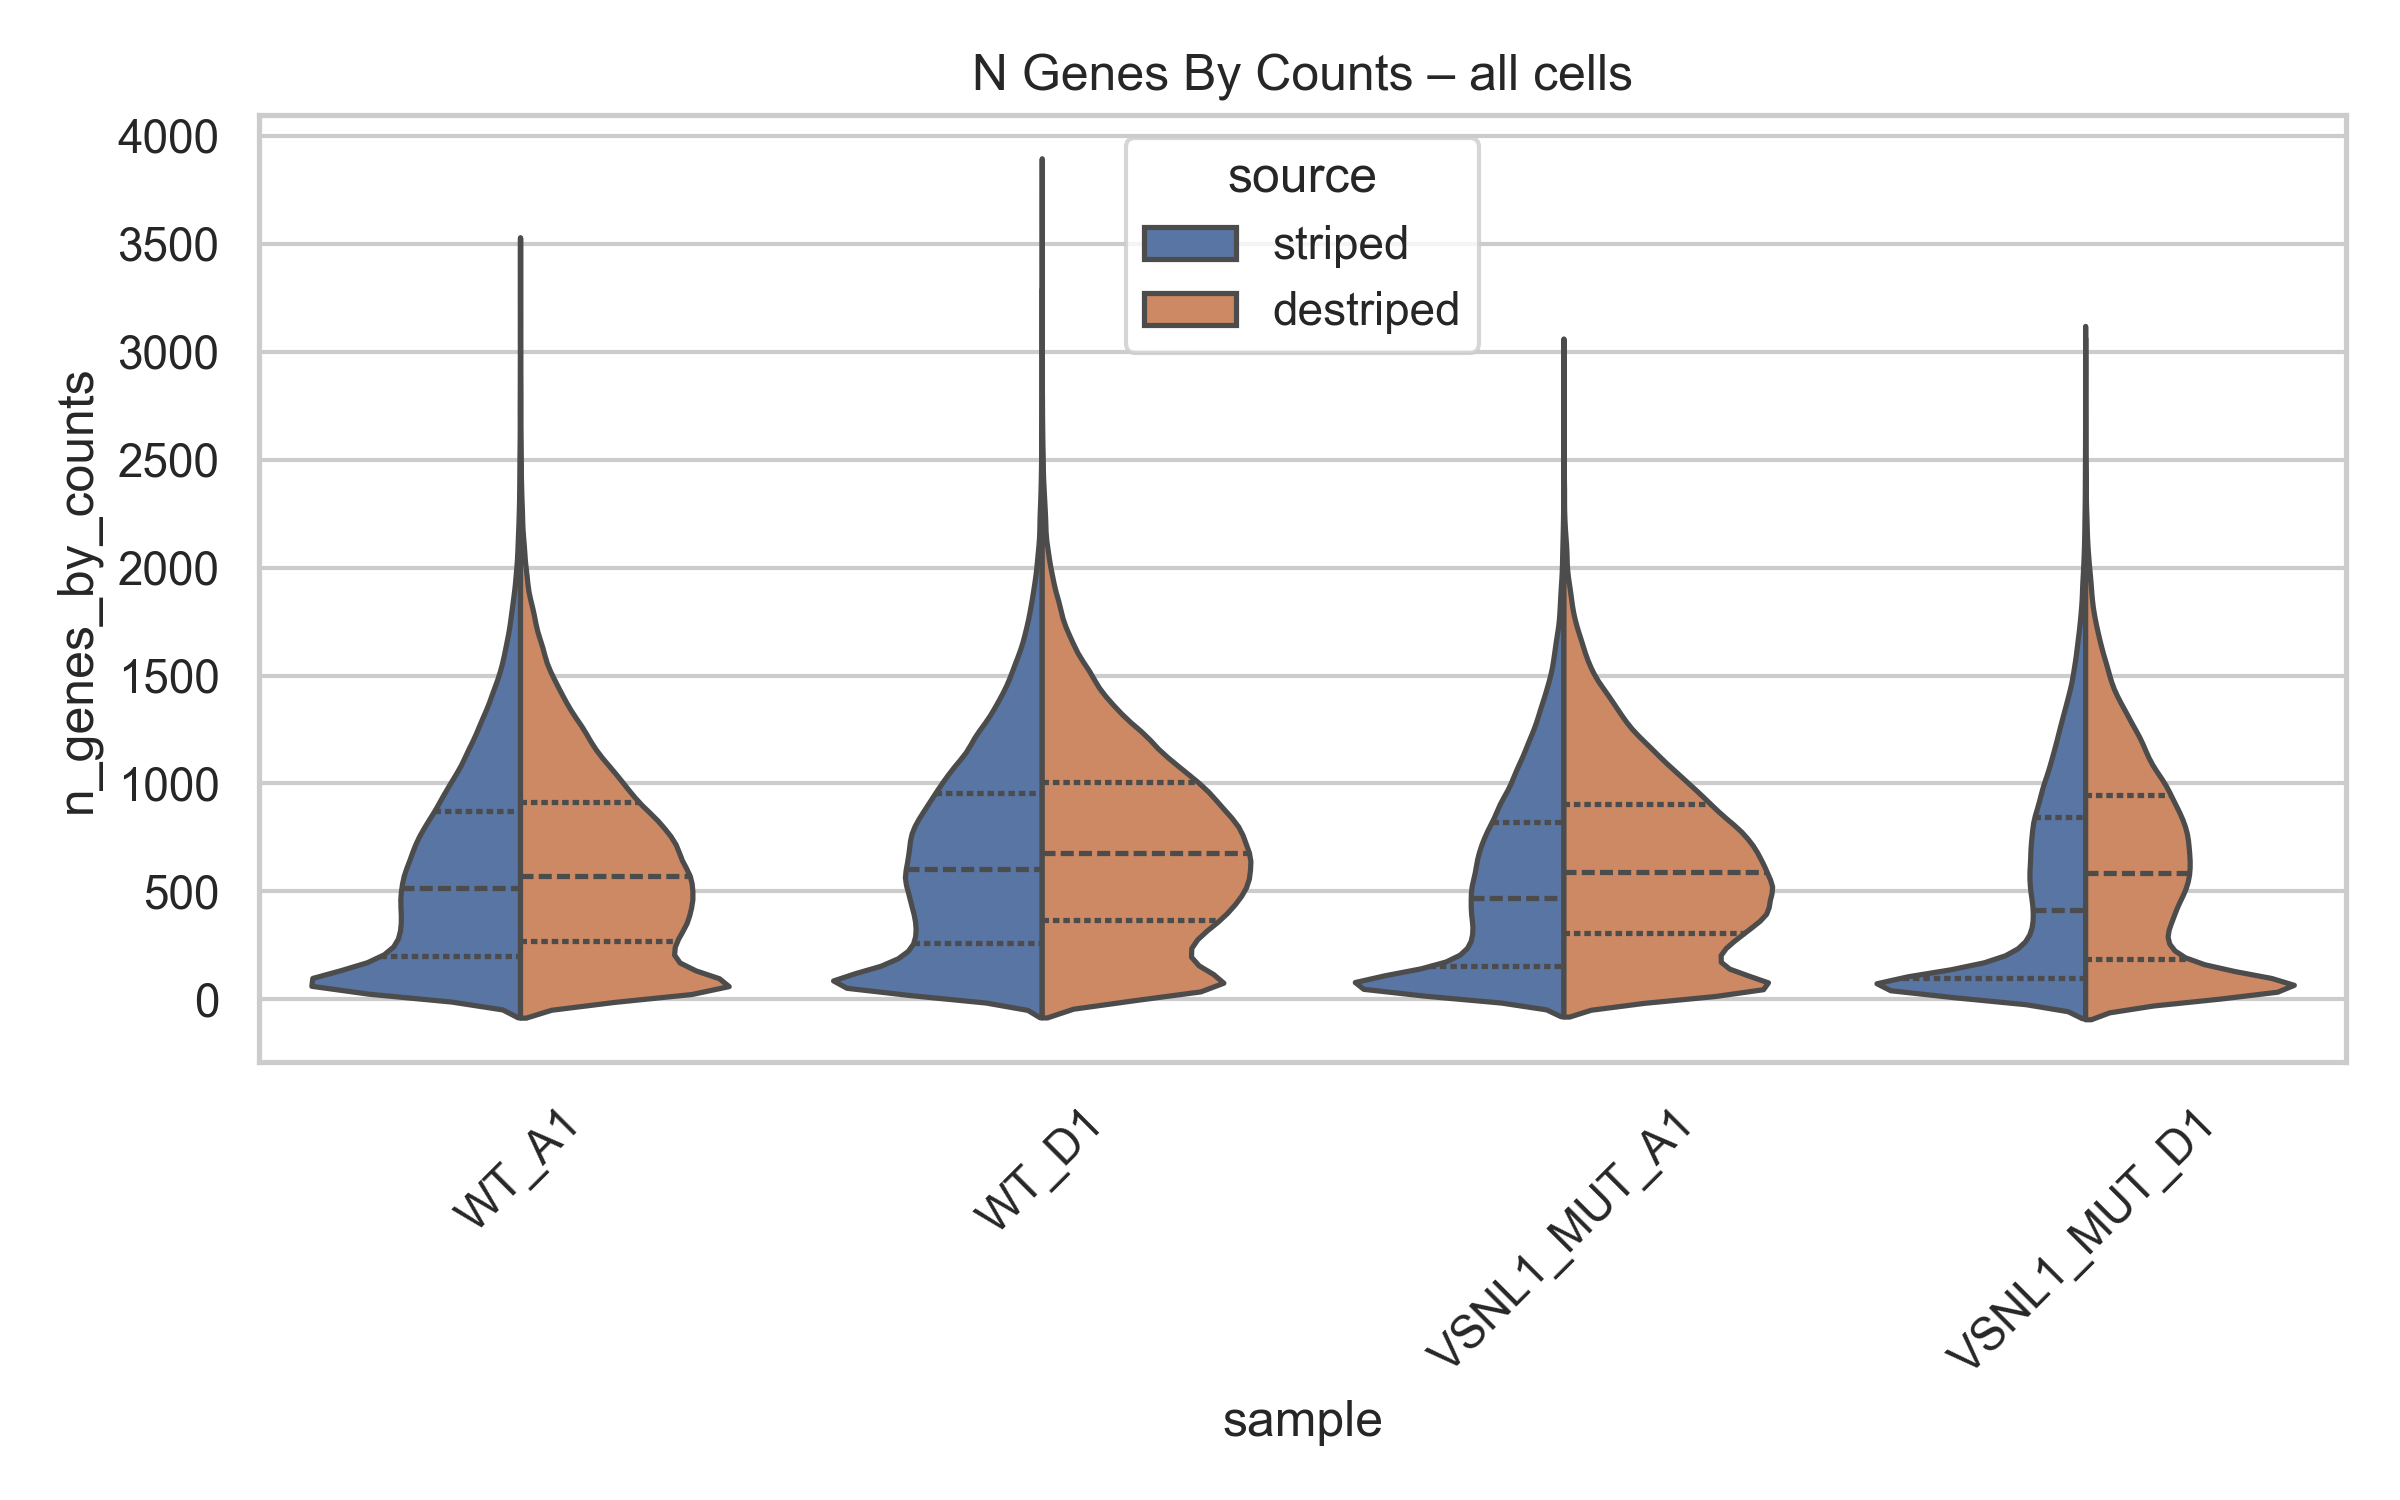 N Genes By Counts – all cells
n_genes_by_counts
4000
3500
3000
2500
2000
1500
1000
500
0
source
striped
destriped
WT_A1
WT_D1
VSNL1_MUT_A1
VSNL1_MUT_D1
sample